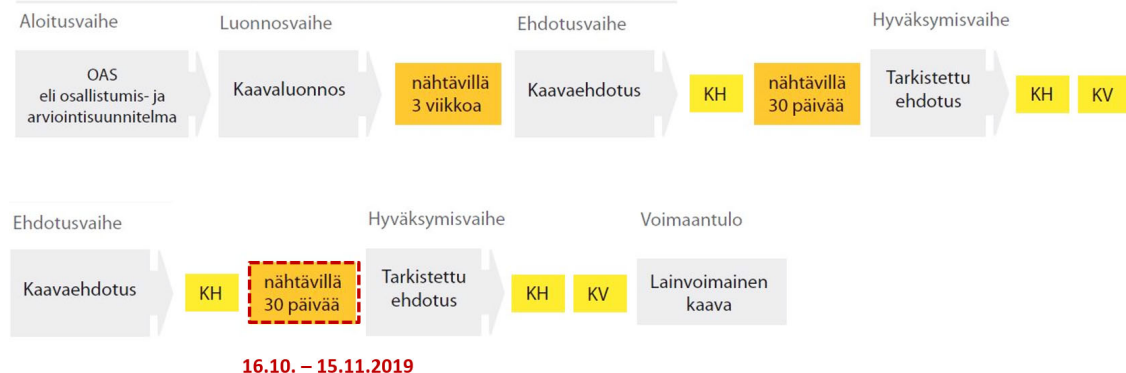 Aloitusvaihe
Luonnosvaihe
Ehdotusvaihe
Hyväksymisvaihe
OAS
eli osallistumis- ja
arviointisuunnitelma
Kaavaluonnos
nähtävillä
3 viikkoa
Kaavaehdotus
KH
nähtävillä
30 päivää
Tarkistettu
ehdotus
KH
KV
Ehdotusvaihe
Hyväksymisvaihe
Voimaantulo
Kaavaehdotus
KH
nähtävillä
30 päivää
Tarkistettu
ehdotus
KH
KV
Lainvoimainen
kaava
16.10. – 15.11.2019